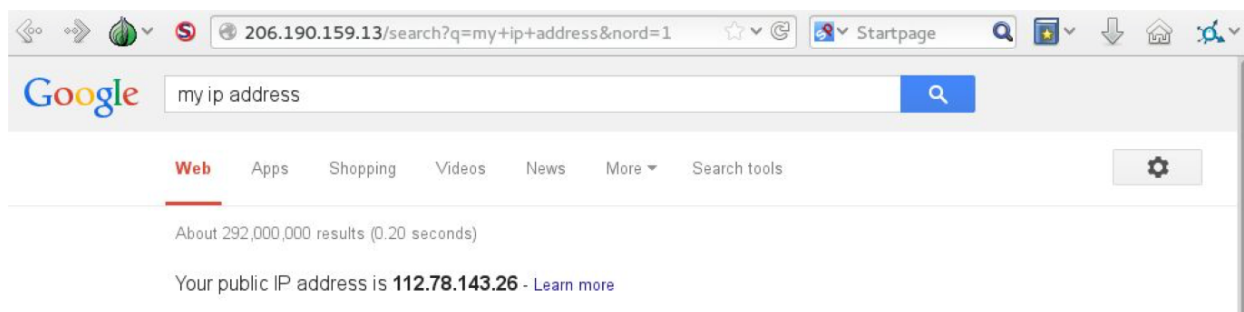 206.190.159.13/search?q=my+ip+address&nord=1 Startpage
Google my ip address
Web Apps Shopping Videos News More Search tools
About 292,000,000 results (0.20 seconds)
Your public IP address is 112.78.143.26 - Learn more